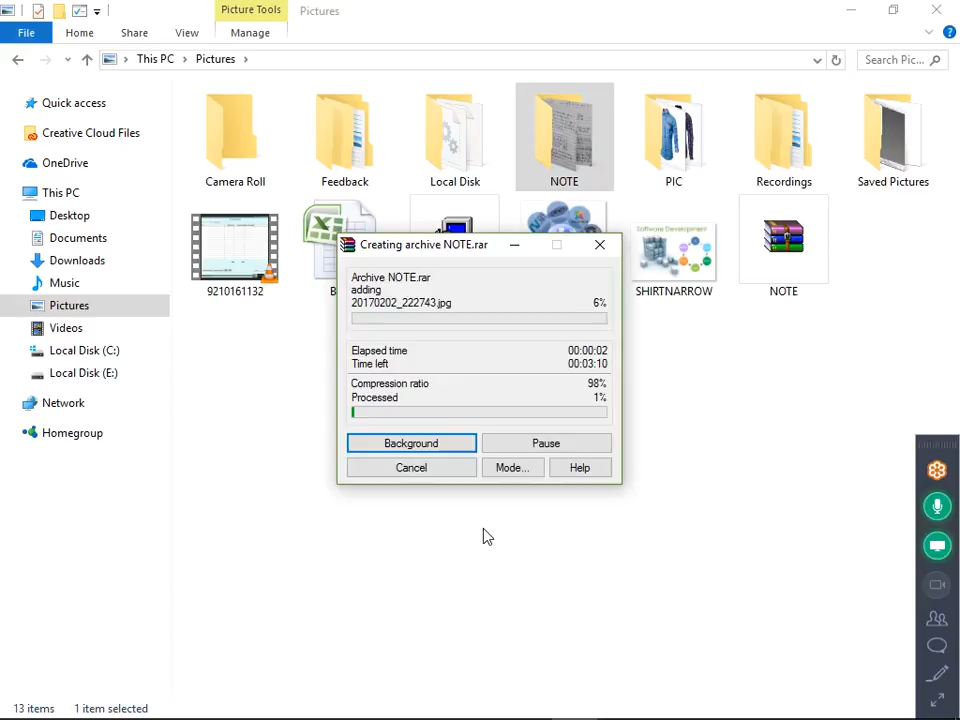 Picture Tools
Pictures
File
Home
Share
View
Manage
This PC
Pictures
Search Pic...
Quick access
Creative Cloud Files
OneDrive
This PC
Desktop
Documents
Downloads
Music
Pictures
Videos
Local Disk (C:)
Local Disk (E:)
Network
Homegroup
Camera Roll
Feedback
Local Disk
NOTE
PIC
Recordings
Saved Pictures
9210161132
B
Software Development
SHIRTNARROW
NOTE
Creating archive NOTE.rar
Archive NOTE.rar
adding
20170202_222743.jpg 6%
Elapsed time 00:00:02
Time left 00:03:10
Compression ratio 98%
Processed 1%
Background
Pause
Cancel
Mode...
Help
13 items
1 item selected